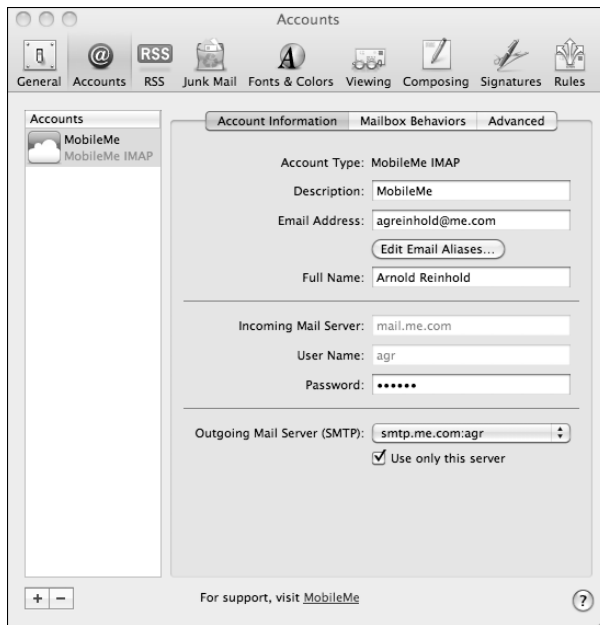 Accounts
General Accounts RSS Junk Mail Fonts & Colors Viewing Composing Signatures Rules
RSS
Accounts
MobileMe
MobileMe IMAP
Account Information Mailbox Behaviors Advanced
Account Type: MobileMe IMAP
Description: MobileMe
Email Address: agreinhold@me.com
Edit Email Aliases...
Full Name: Arnold Reinhold
Incoming Mail Server: mail.me.com
User Name: agr
Password: ••••••
Outgoing Mail Server (SMTP): smtp.me.com:agr
Use only this server
+ −
For support, visit MobileMe
?